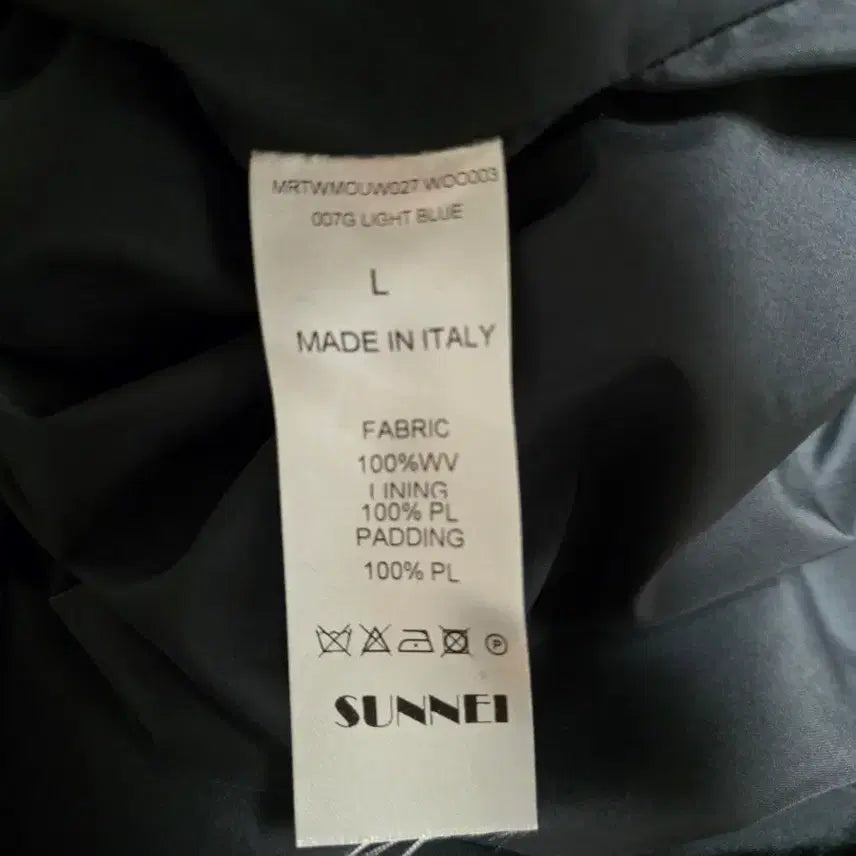 MRTWMOUW027 WOO003
007G LIGHT BLUE
L
MADE IN ITALY
FABRIC
100%WV
LINING
100% PL
PADDING
100% PL
P
SUNNEI